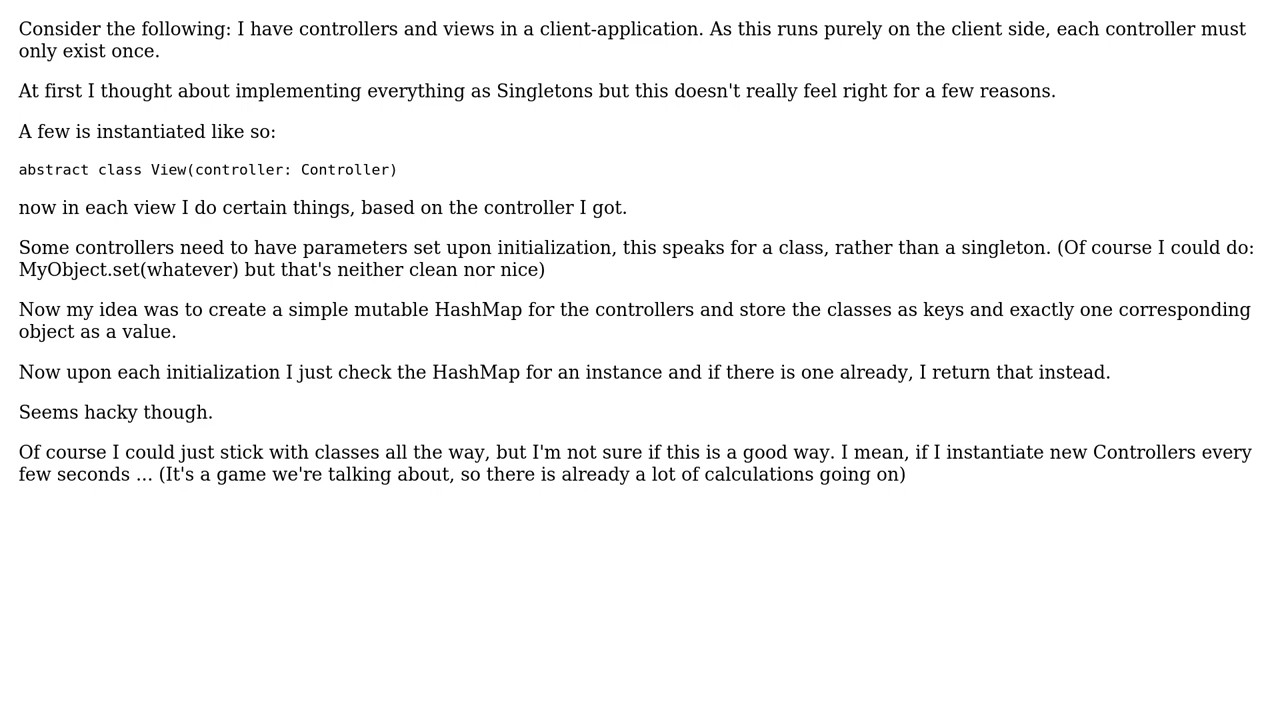 Consider the following: I have controllers and views in a client-application. As this runs purely on the client side, each controller must
only exist once.
At first I thought about implementing everything as Singletons but this doesn't really feel right for a few reasons.
A few is instantiated like so:
abstract class View(controller: Controller)
now in each view I do certain things, based on the controller I got.
Some controllers need to have parameters set upon initialization, this speaks for a class, rather than a singleton. (Of course I could do:
MyObject.set(whatever) but that's neither clean nor nice)
Now my idea was to create a simple mutable HashMap for the controllers and store the classes as keys and exactly one corresponding
object as a value.
Now upon each initialization I just check the HashMap for an instance and if there is one already, I return that instead.
Seems hacky though.
Of course I could just stick with classes all the way, but I'm not sure if this is a good way. I mean, if I instantiate new Controllers every
few seconds ... (It's a game we're talking about, so there is already a lot of calculations going on)